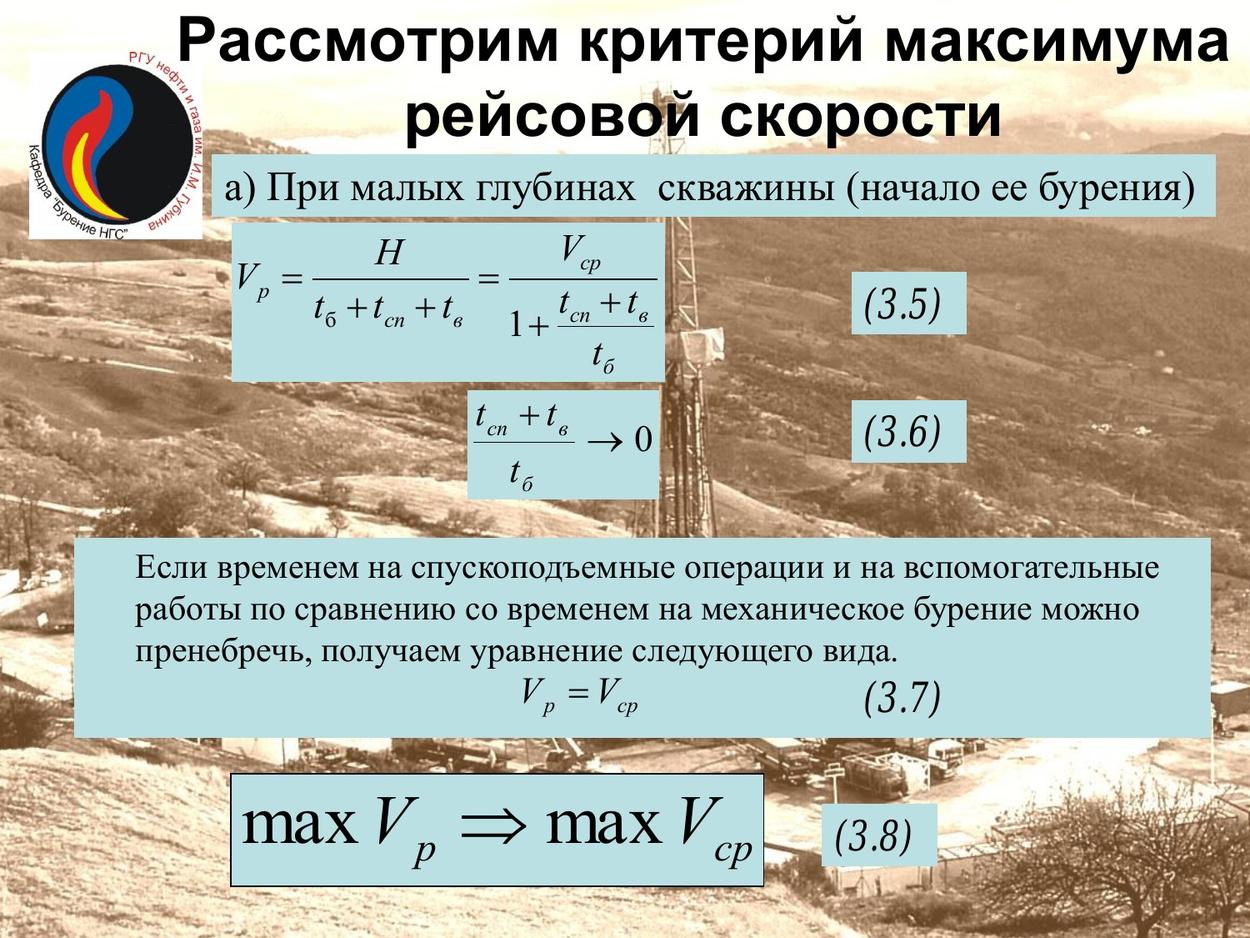 Рассмотрим критерий максимума
рейсовой скорости
РГУ нефти и газа им. И.М. Губкина
Кафедра "Бурение НГС"
а) При малых глубинах скважины (начало ее бурения)
V_р = H / (t_б + t_сп + t_в) = V_ср / (1 + (t_сп + t_в) / t_б)
(3.5)
(t_сп + t_в) / t_б → 0
(3.6)
Если временем на спускоподъемные операции и на вспомогательные
работы по сравнению со временем на механическое бурение можно
пренебречь, получаем уравнение следующего вида.
V_р = V_ср (3.7)
max V_р ⇒ max V_ср
(3.8)